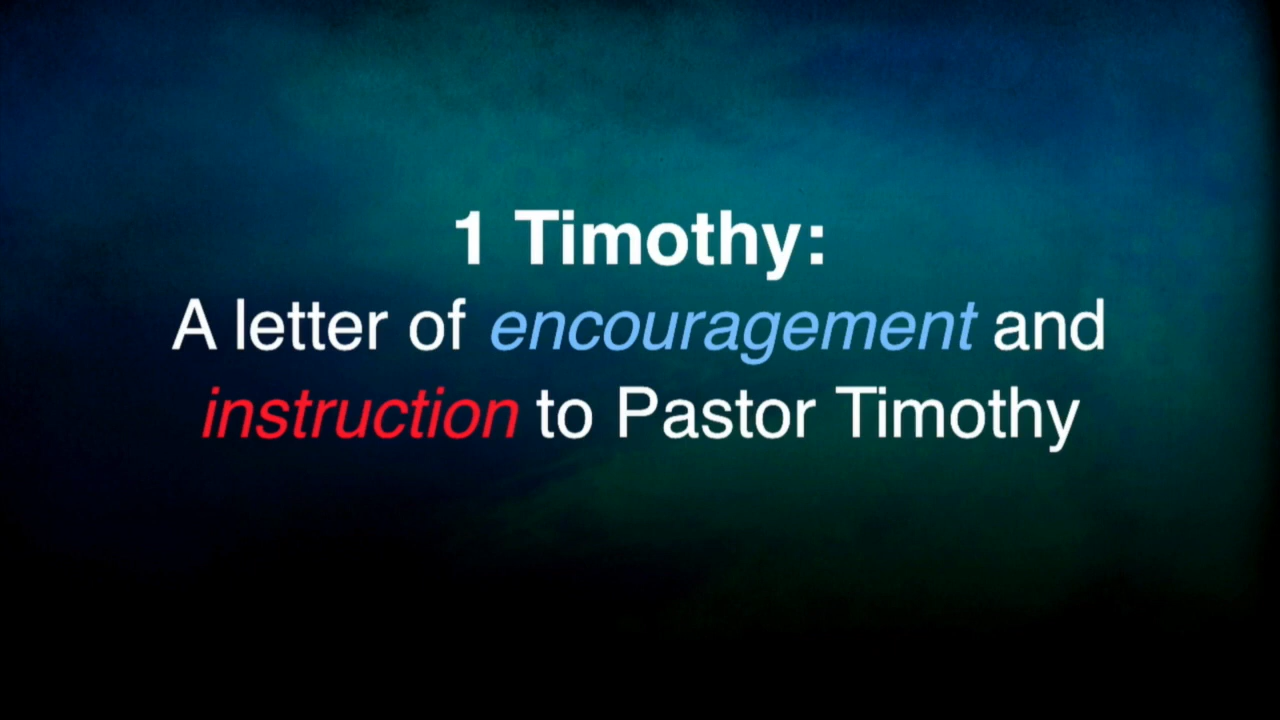 1 Timothy:
A letter of encouragement and
instruction to Pastor Timothy